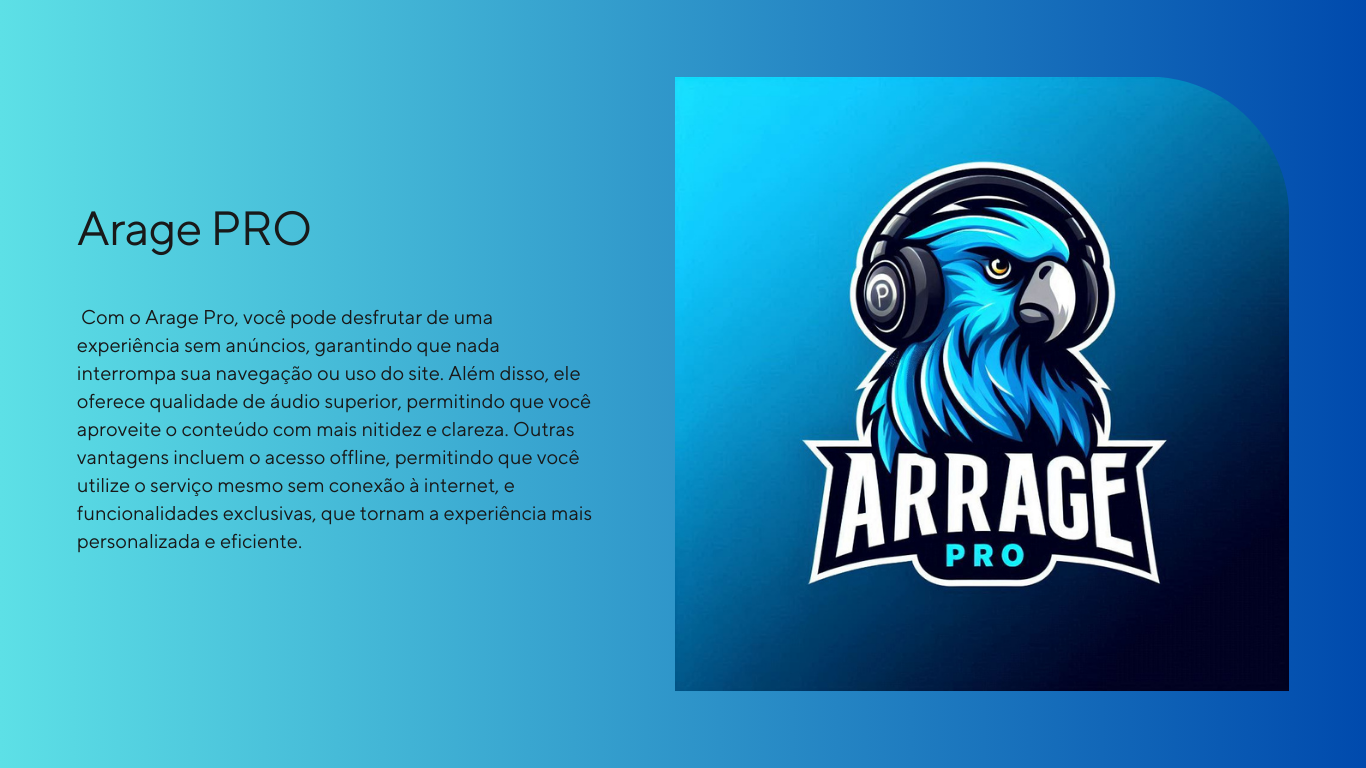 Arage PRO
Com o Arage Pro, você pode desfrutar de uma
experiência sem anúncios, garantindo que nada
interrompa sua navegação ou uso do site. Além disso, ele
oferece qualidade de áudio superior, permitindo que você
aproveite o conteúdo com mais nitidez e clareza. Outras
vantagens incluem o acesso offline, permitindo que você
utilize o serviço mesmo sem conexão à internet, e
funcionalidades exclusivas, que tornam a experiência mais
personalizada e eficiente.
P
ARRAGE
PRO